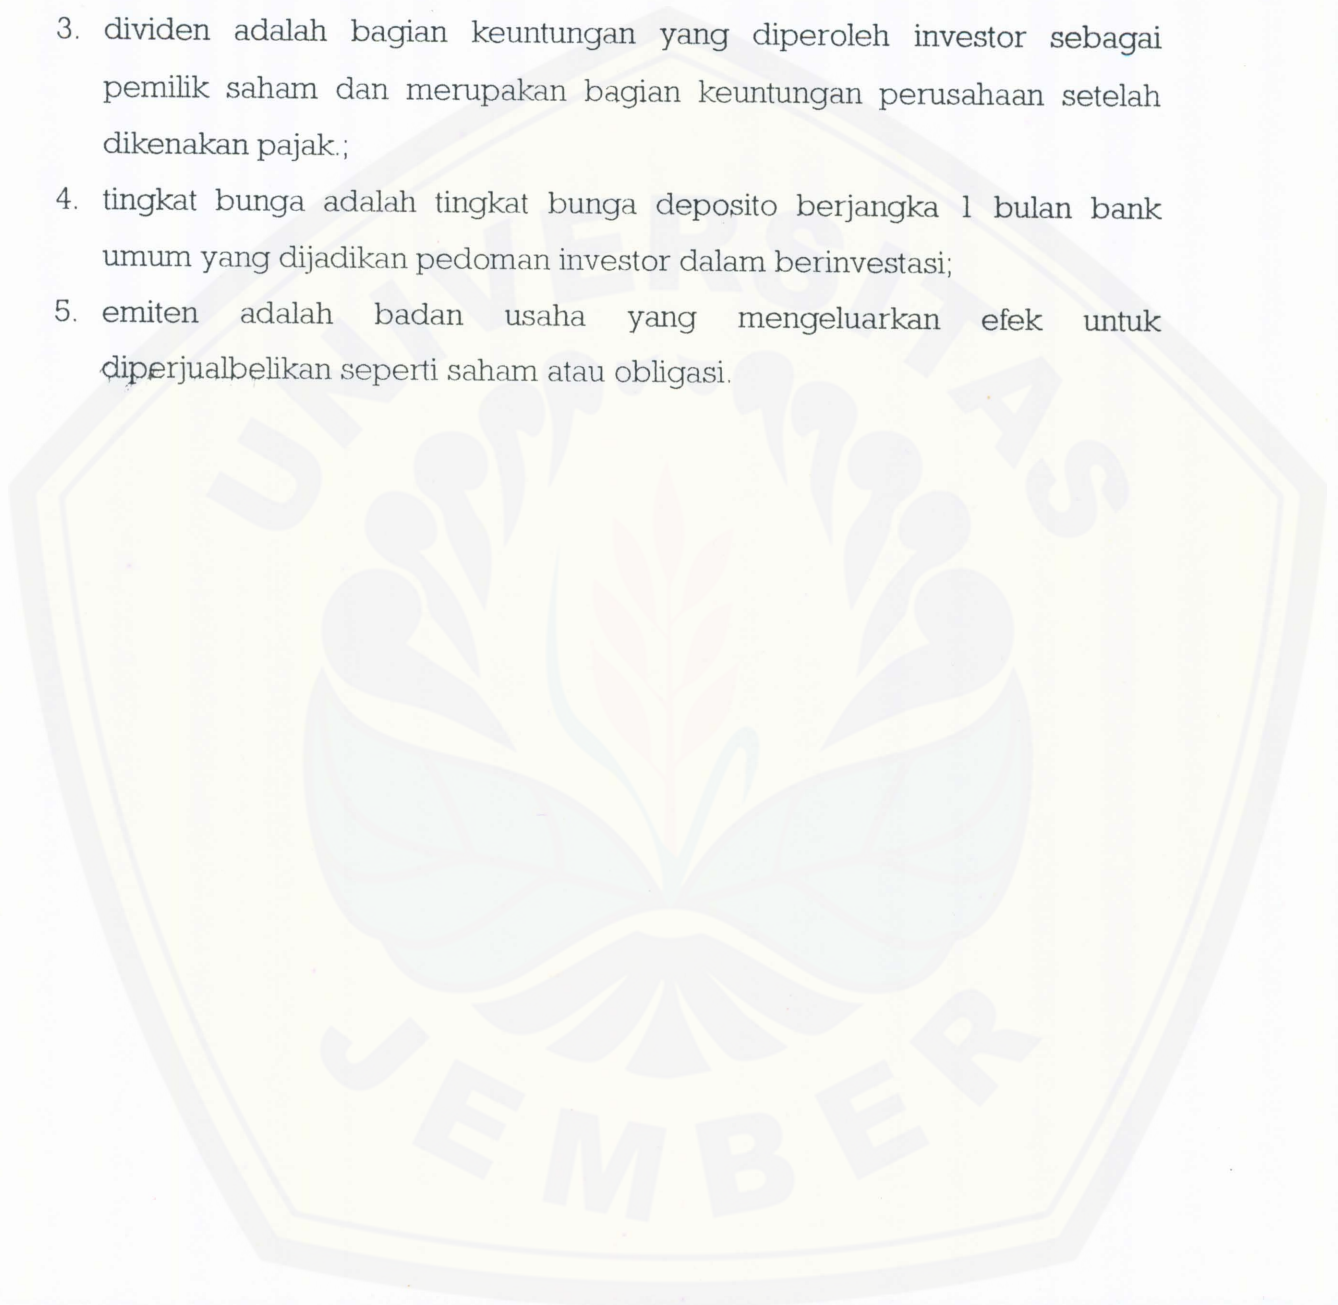 3. dividen adalah bagian keuntungan yang diperoleh investor sebagai
pemilik saham dan merupakan bagian keuntungan perusahaan setelah
dikenakan pajak.;
4. tingkat bunga adalah tingkat bunga deposito berjangka 1 bulan bank
umum yang dijadikan pedoman investor dalam berinvestasi;
5. emiten adalah badan usaha yang mengeluarkan efek untuk
diperjualbelikan seperti saham atau obligasi.
UNIVERSITAS
JEMBER